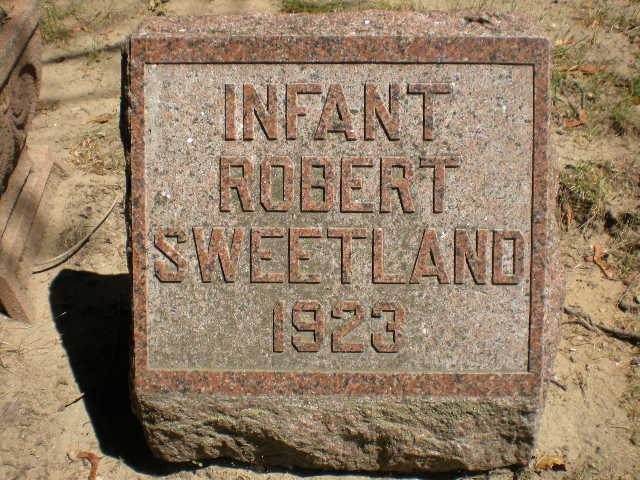 INFANT
ROBERT
SWEETLAND
1923